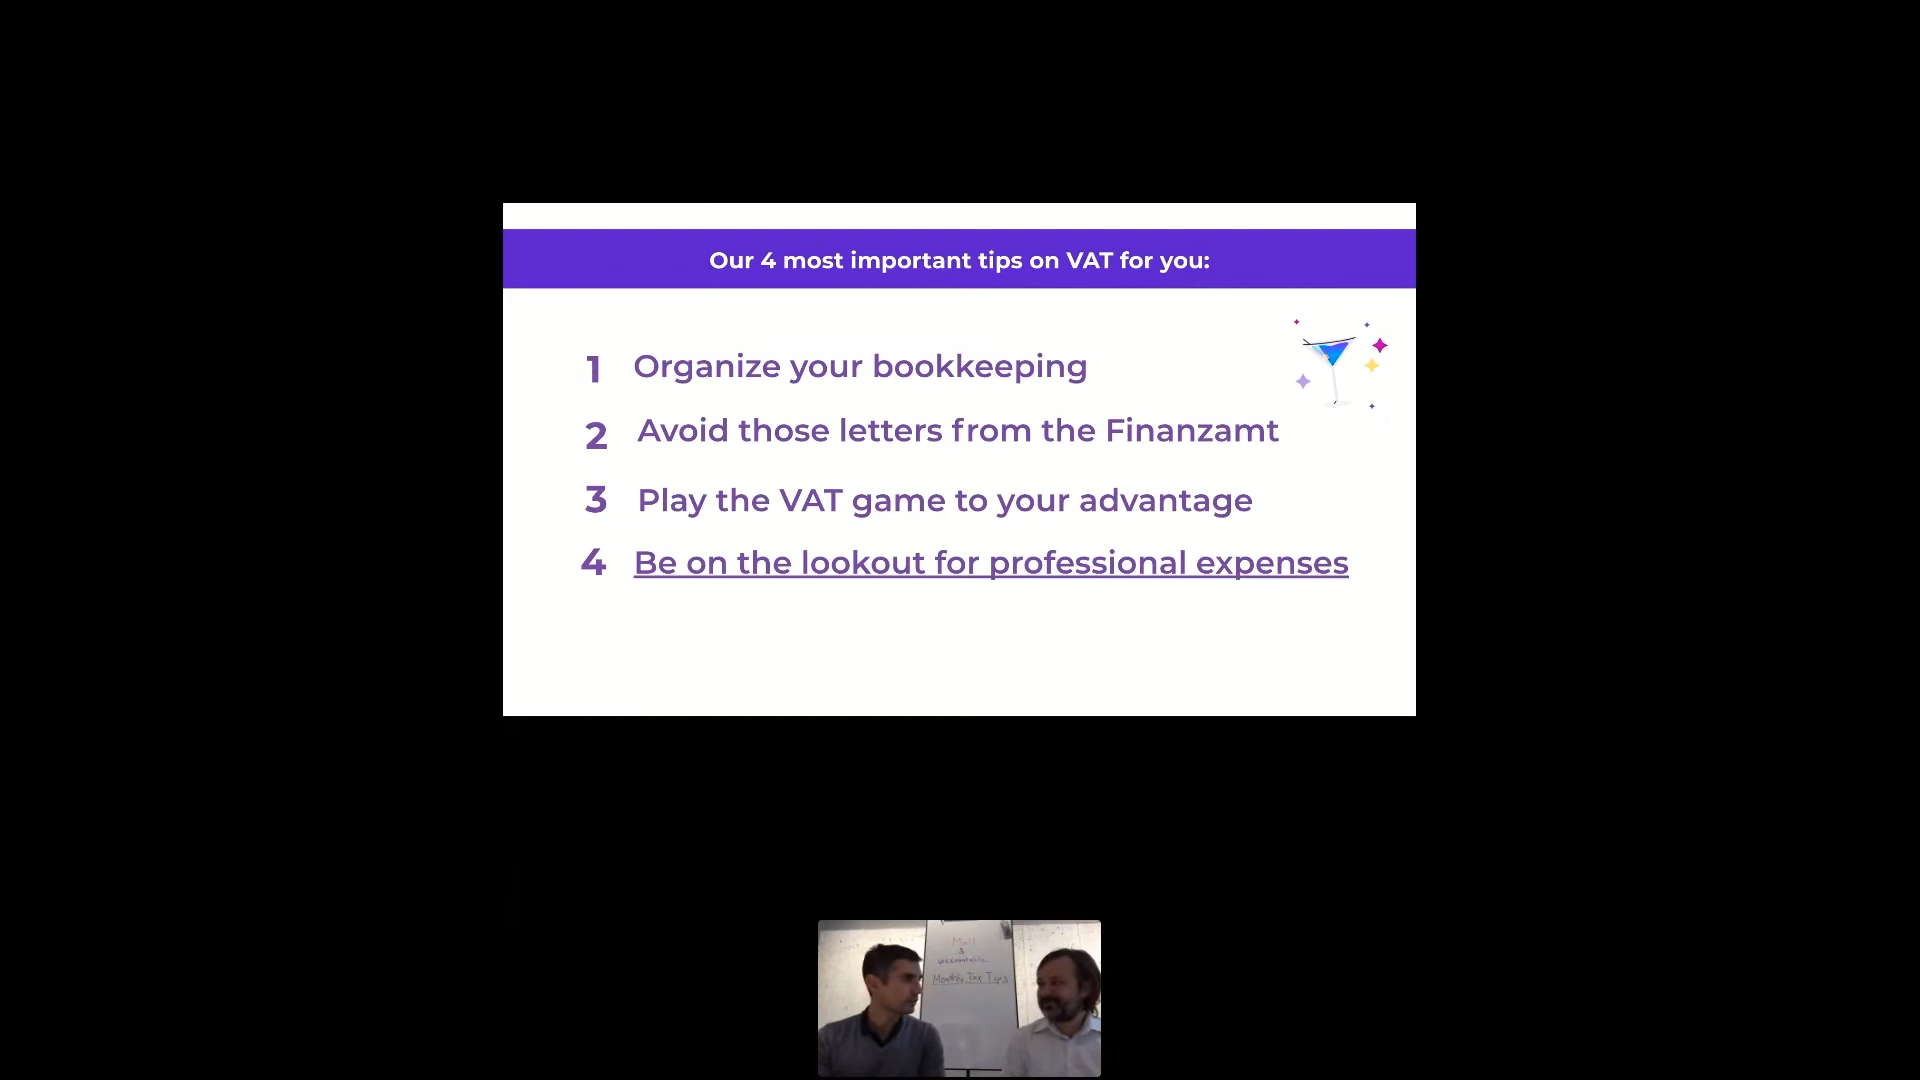 Our 4 most important tips on VAT for you:
1 Organize your bookkeeping
2 Avoid those letters from the Finanzamt
3 Play the VAT game to your advantage
4 Be on the lookout for professional expenses
&
accountable
Monthly Tax Tips